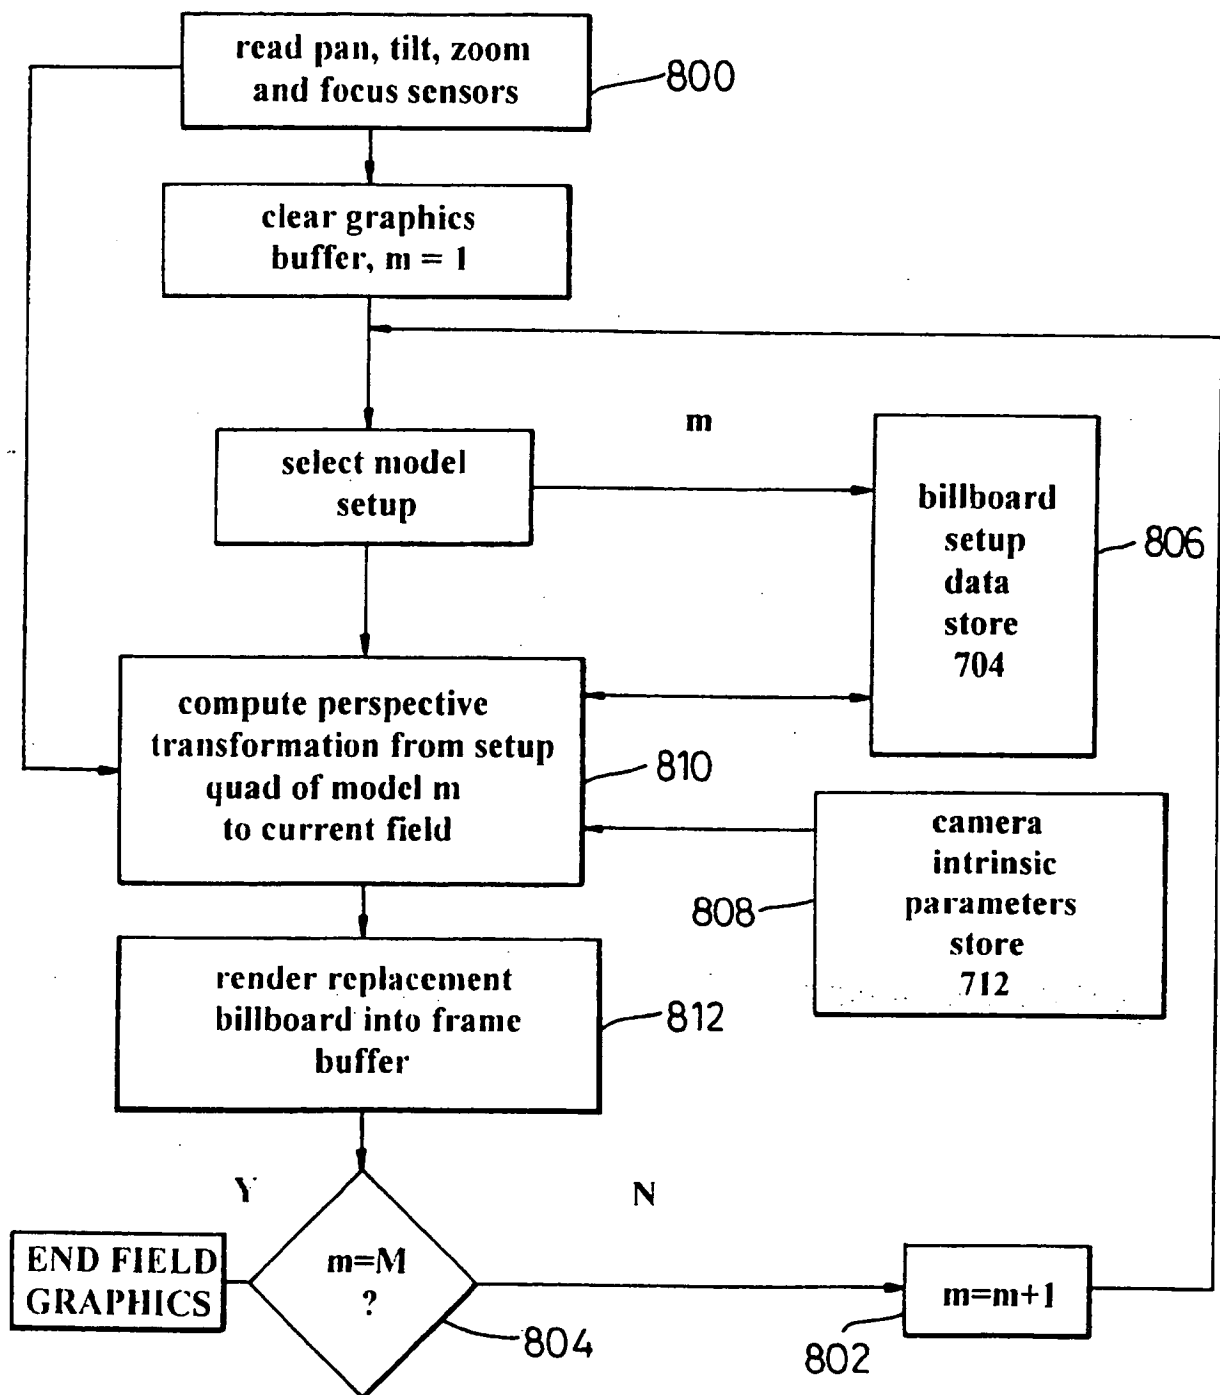 read pan, tilt, zoom
and focus sensors
800
clear graphics
buffer, m = 1
m
select model
setup
billboard
setup
data
store
704
806
compute perspective
transformation from setup
quad of model m
to current field
810
camera
intrinsic
parameters
store
712
808
render replacement
billboard into frame
buffer
812
Y
N
END FIELD
GRAPHICS
m=M
?
804
m=m+1
802